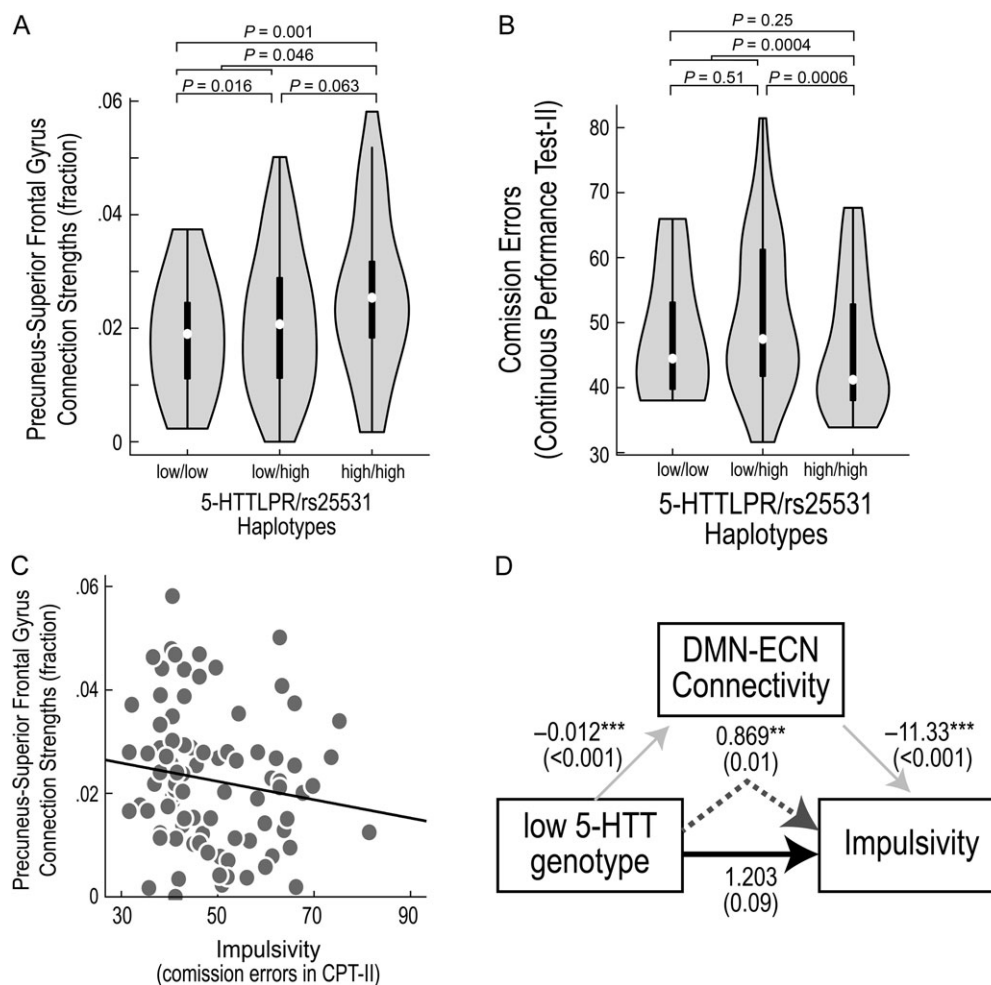 A
P = 0.001
P = 0.046
P = 0.016
P = 0.063
Precuneus-Superior Frontal Gyrus
Connection Strengths (fraction)
.06
.04
.02
0
low/low
low/high
high/high
5-HTTLPR/rs25531
Haplotypes
B
P = 0.25
P = 0.0004
P = 0.51
P = 0.0006
Comission Errors
(Continuous Performance Test-II)
80
70
60
50
40
30
low/low
low/high
high/high
5-HTTLPR/rs25531
Haplotypes
C
Precuneus-Superior Frontal Gyrus
Connection Strengths (fraction)
.06
.04
.02
0
30
50
70
90
Impulsivity
(comission errors in CPT-II)
D
DMN-ECN
Connectivity
−0.012***
(<0.001)
0.869**
(0.01)
-11.33***
(<0.001)
low 5-HTT
genotype
Impulsivity
1.203
(0.09)